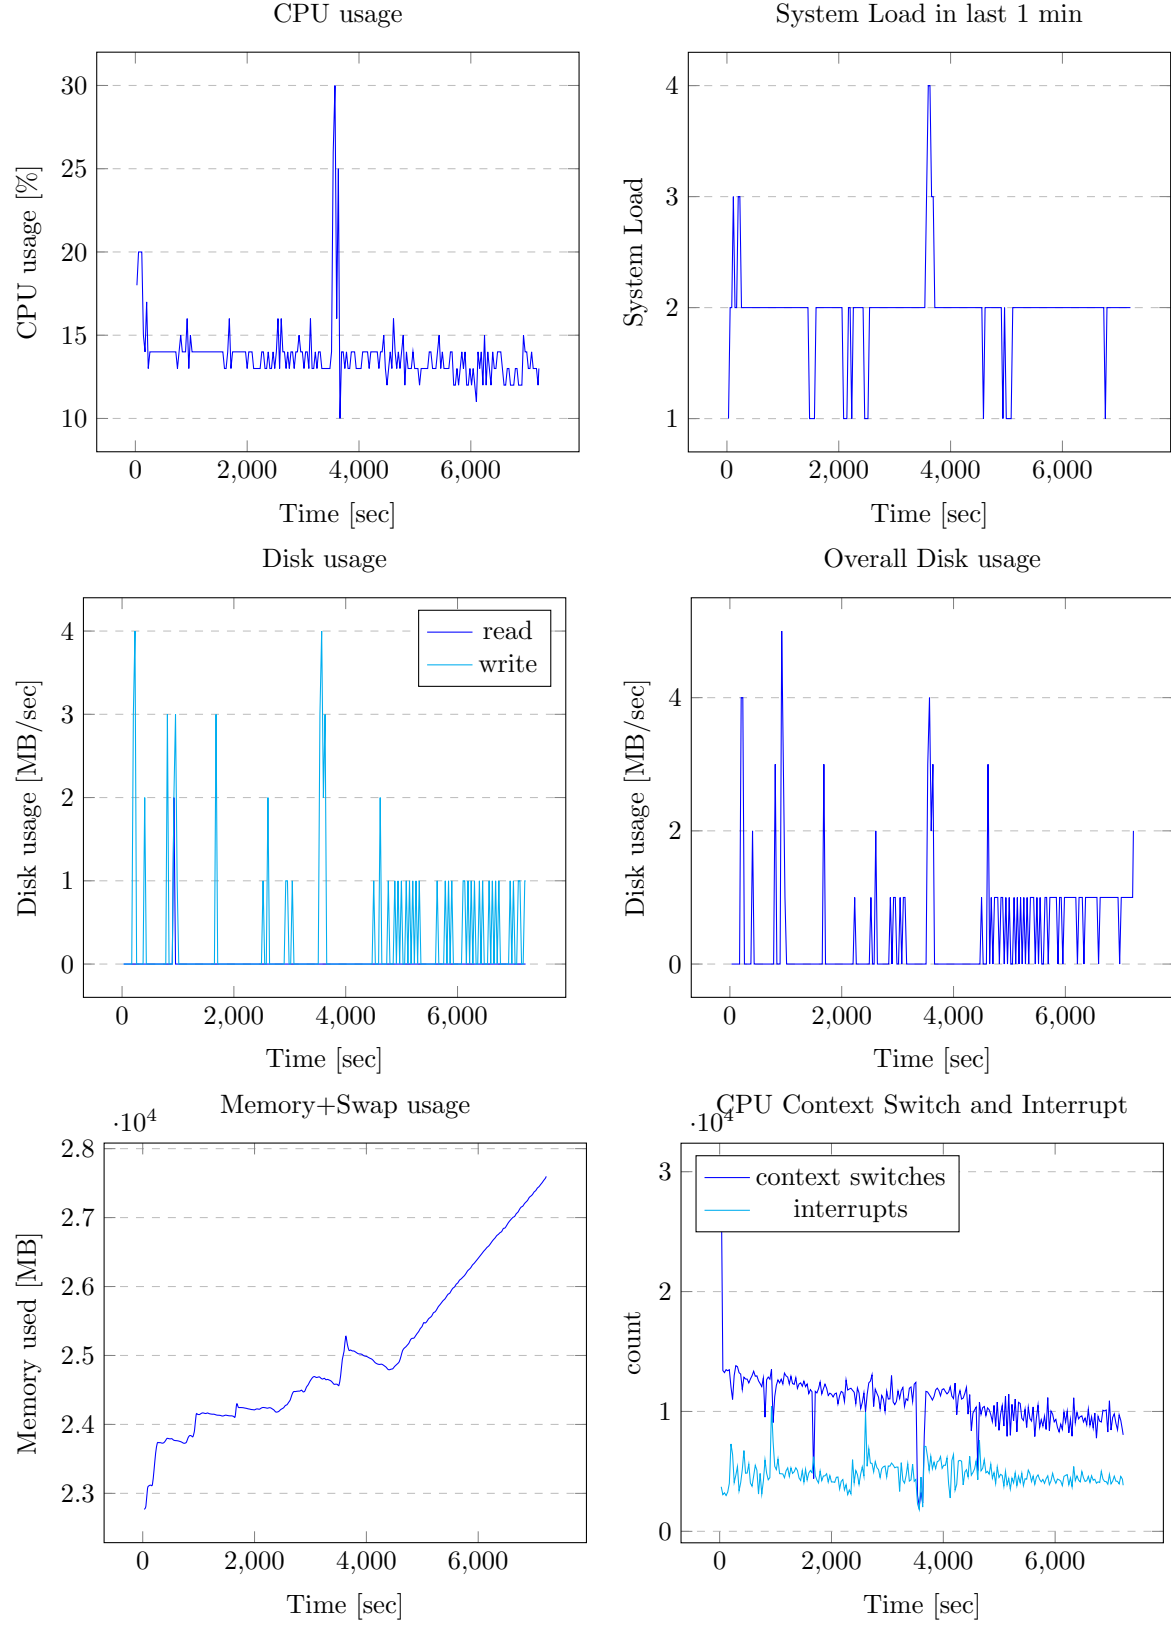 CPU usage
30
25
20
15
10
CPU usage [%]
0
2,000
4,000
6,000
Time [sec]
System Load in last 1 min
4
3
2
1
System Load
0
2,000
4,000
6,000
Time [sec]
Disk usage
read
write
4
3
2
1
0
Disk usage [MB/sec]
0
2,000
4,000
6,000
Time [sec]
Overall Disk usage
4
2
0
Disk usage [MB/sec]
0
2,000
4,000
6,000
Time [sec]
Memory+Swap usage
·10⁴
2.8
2.7
2.6
2.5
2.4
2.3
Memory used [MB]
0
2,000
4,000
6,000
Time [sec]
CPU Context Switch and Interrupt
·10⁴
context switches
interrupts
3
2
1
0
count
0
2,000
4,000
6,000
Time [sec]